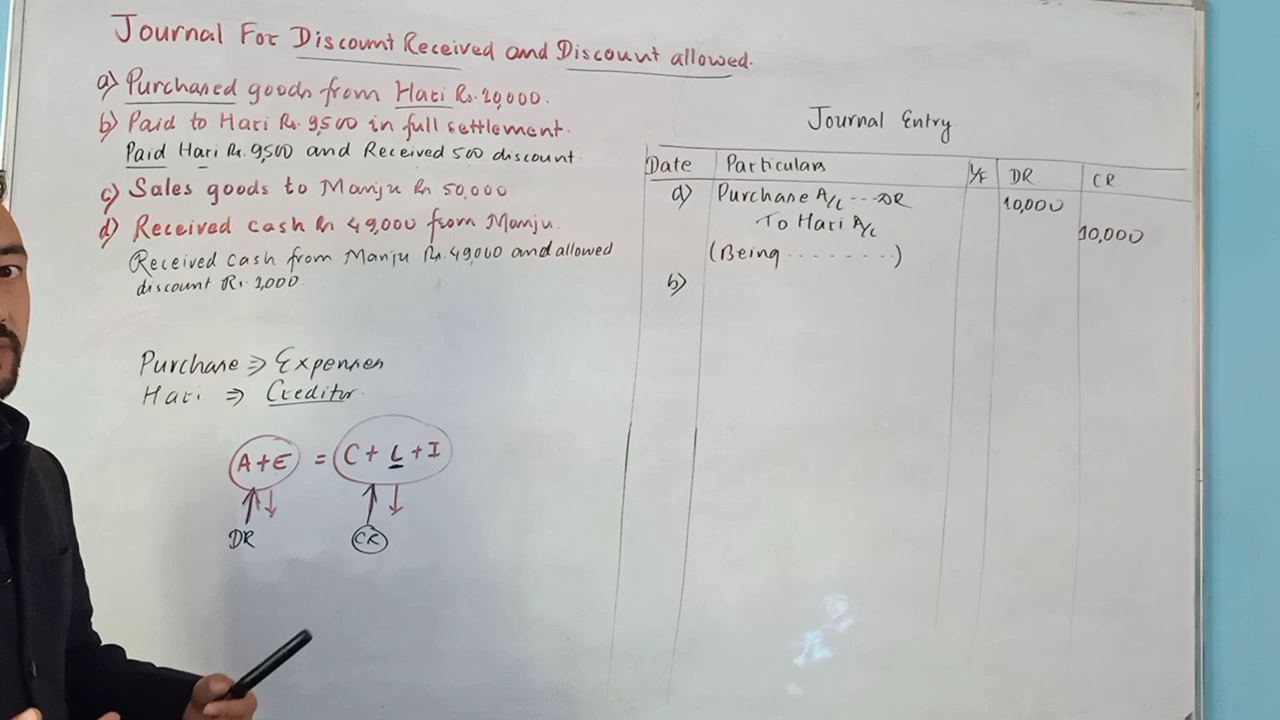 Journal For Discount Received and Discount allowed.
a) Purchased goods from Hari Rs. 10,000.
b) Paid to Hari Rs. 9,500 in full settlement.
Paid Hari Rs. 9,500 and Received 500 discount.
c) Sales goods to Manju Rs 50,000
d) Received cash Rs 49,000 from Manju.
Received cash from Manju Rs. 49,000 and allowed
discount Rs. 1,000.
Purchase ⇒ Expenses
Hari ⇒ Creditor.
A+E = C+L+I
DR CR
Journal Entry
Date Particulars L/F DR. CR.
a) Purchase A/c ---DR 10,000
To Hari A/c 10,000
(Being ........)
b)